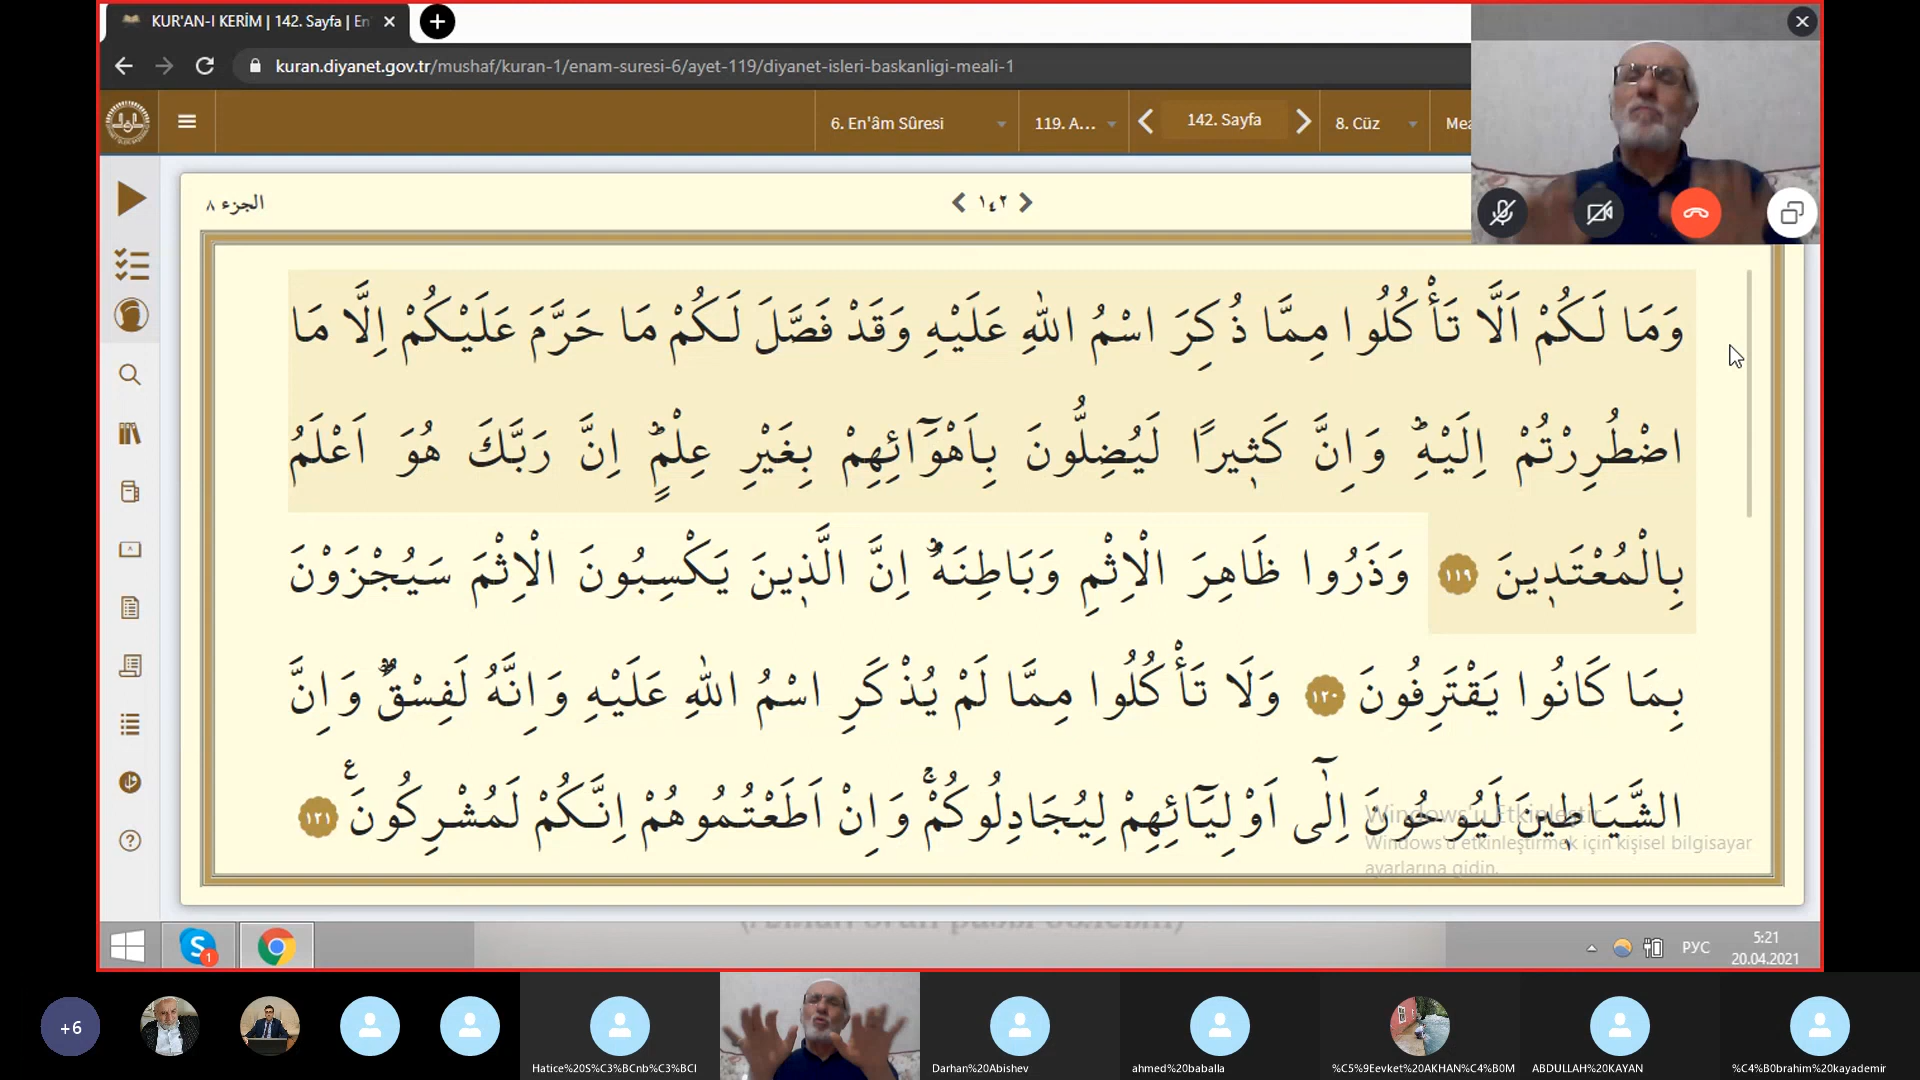 KUR'AN-I KERİM | 142. Sayfa | En
kuran.diyanet.gov.tr/mushaf/kuran-1/enam-suresi-6/ayet-119/diyanet-isleri-baskanligi-meali-1
6. En'âm Sûresi
119. A...
142. Sayfa
8. Cüz
Mea
الجزء ٨
١٤٢
وَمَا لَكُمْ اَلَّا تَأْكُلُوا مِمَّا ذُكِرَ اسْمُ اللهِ عَلَيْهِ وَقَدْ فَصَّلَ لَكُمْ مَا حَرَّمَ عَلَيْكُمْ اِلَّا مَا
اضْطُرِرْتُمْ اِلَيْهِۜ وَاِنَّ كَثٖيرًا لَيُضِلُّونَ بِاَهْوَٓائِهِمْ بِغَيْرِ عِلْمٍۜ اِنَّ رَبَّكَ هُوَ اَعْلَمُ
بِالْمُعْتَدٖينَ ١١٩ وَذَرُوا ظَاهِرَ الْاِثْمِ وَبَاطِنَهُۜ اِنَّ الَّذٖينَ يَكْسِبُونَ الْاِثْمَ سَيُجْزَوْنَ
بِمَا كَانُوا يَقْتَرِفُونَ ١٢٠ وَلَا تَأْكُلُوا مِمَّا لَمْ يُذْكَرِ اسْمُ اللهِ عَلَيْهِ وَاِنَّهُ لَفِسْقٌۜ وَاِنَّ
الشَّيَاطٖينَ لَيُوحُونَ اِلٰٓى اَوْلِيَٓائِهِمْ لِيُجَادِلُوكُمْۚ وَاِنْ اَطَعْتُمُوهُمْ اِنَّكُمْ لَمُشْرِكُونَ ع ١٢١
Windows'u Etkinleştir
Windows'u etkinleştirmek için kişisel bilgisayar
ayarlarına gidin.
1
РУС
5:21
20.04.2021
+6
Hatice%20S%C3%BCnb%C3%BCl
Darhan%20Abishev
ahmed%20baballa
%C5%9Eevket%20AKHAN%C4%B0M
ABDULLAH%20KAYAN
%C4%B0brahim%20kayademir